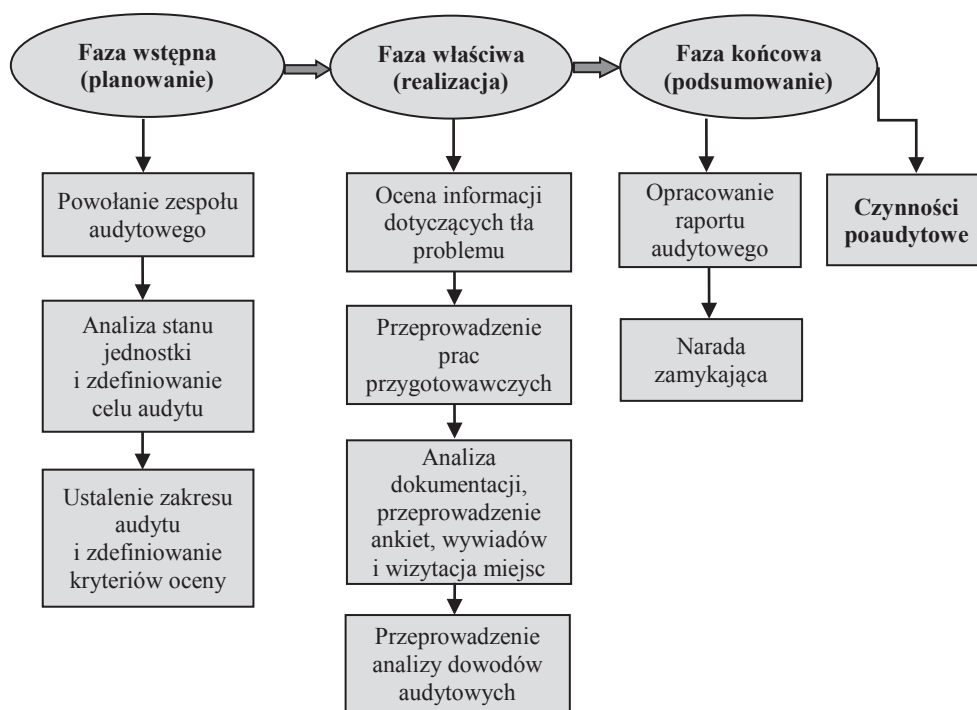 Faza wstępna
(planowanie)
Faza właściwa
(realizacja)
Faza końcowa
(podsumowanie)
Powołanie zespołu
audytowego
Analiza stanu
jednostki
i zdefiniowanie
celu audytu
Ustalenie zakresu
audytu
i zdefiniowanie
kryteriów oceny
Ocena informacji
dotyczących tła
problemu
Przeprowadzenie
prac
przygotowawczych
Analiza
dokumentacji,
przeprowadzenie
ankiet, wywiadów
i wizytacja miejsc
Przeprowadzenie
analizy dowodów
audytowych
Opracowanie
raportu
audytowego
Narada
zamykająca
Czynności
poaudytowe